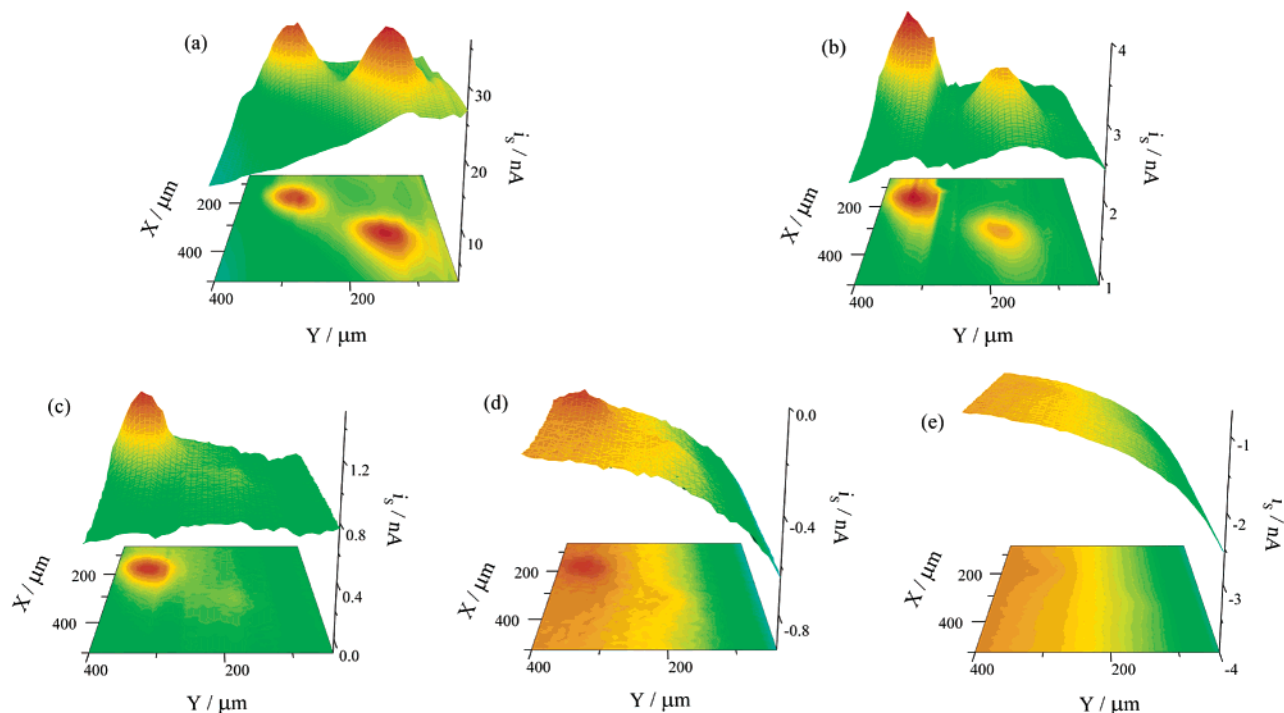 (a)
30
20
10
i_s / nA
X / μm
200
400
400
200
Y / μm
(b)
4
3
2
1
i_s / nA
X / μm
200
400
400
200
Y / μm
(c)
1.2
0.8
0.4
0.0
i_s / nA
X / μm
200
400
400
200
Y / μm
(d)
0.0
-0.4
-0.8
i_s / nA
X / μm
200
400
400
200
Y / μm
(e)
-1
-2
-3
-4
i_s / nA
X / μm
200
400
400
200
Y / μm